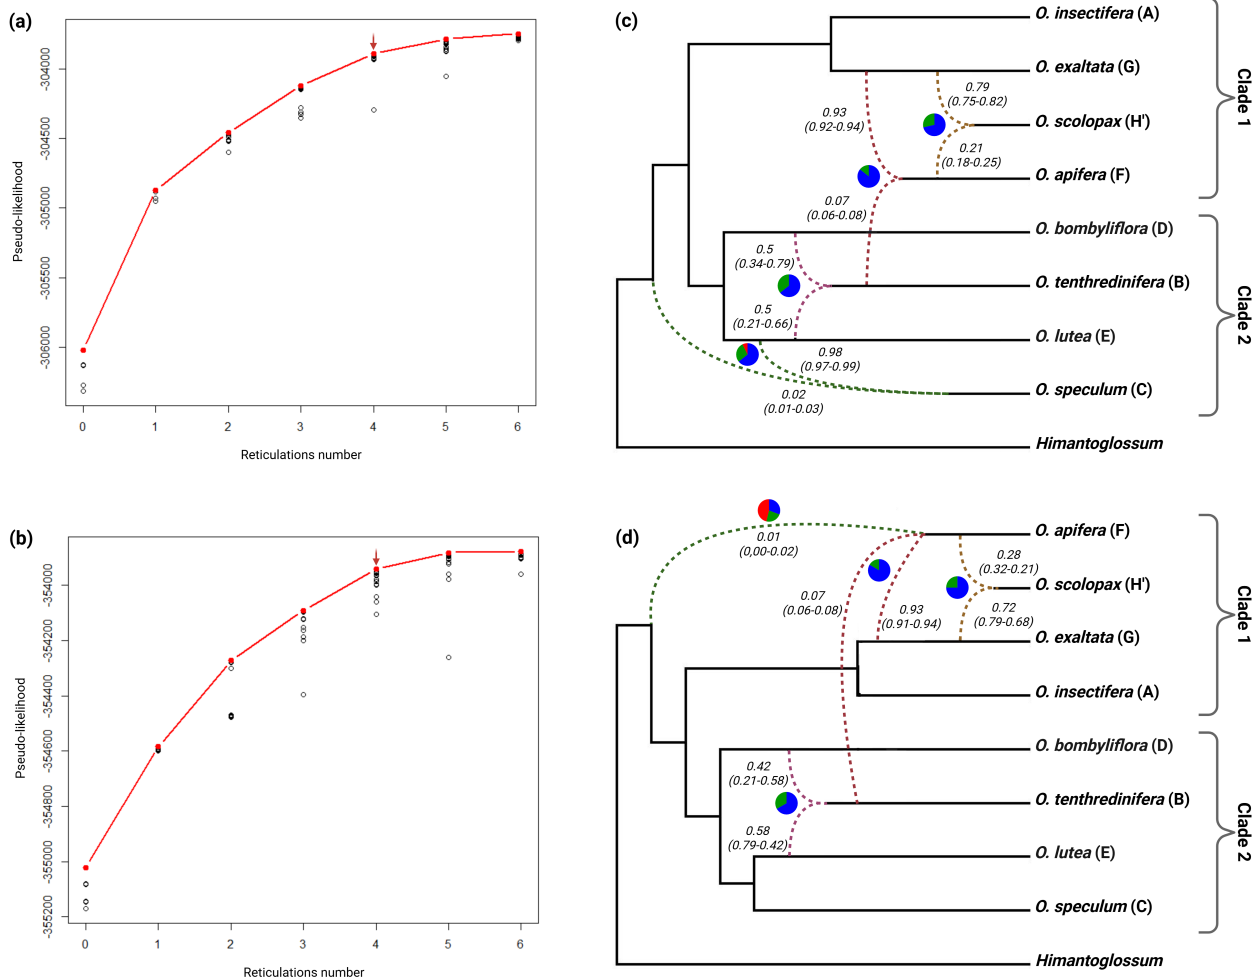 (a)
-304000
-304500
-305000
-305500
-306000
Pseudo-likelihood
0 1 2 3 4 5 6
Reticulations number
(c)
O. insectifera (A)
O. exaltata (G)
0.79
(0.75-0.82)
0.93
(0.92-0.94)
O. scolopax (H')
0.21
(0.18-0.25)
O. apifera (F)
0.07
(0.06-0.08)
O. bombyliflora (D)
0.5
(0.34-0.79)
O. tenthredinifera (B)
0.5
(0.21-0.66)
O. lutea (E)
0.98
(0.97-0.99)
O. speculum (C)
0.02
(0.01-0.03)
Himantoglossum
Clade 1
Clade 2
(b)
-354000
-354200
-354400
-354600
-354800
-355000
-355200
Pseudo-likelihood
0 1 2 3 4 5 6
Reticulations number
(d)
O. apifera (F)
0.01
(0,00-0.02)
0.28
(0.32-0.21)
O. scolopax (H')
0.07
(0.06-0.08)
0.93
(0.91-0.94)
0.72
(0.79-0.68)
O. exaltata (G)
O. insectifera (A)
O. bombyliflora (D)
0.42
(0.21-0.58)
O. tenthredinifera (B)
0.58
(0.79-0.42)
O. lutea (E)
O. speculum (C)
Himantoglossum
Clade 1
Clade 2